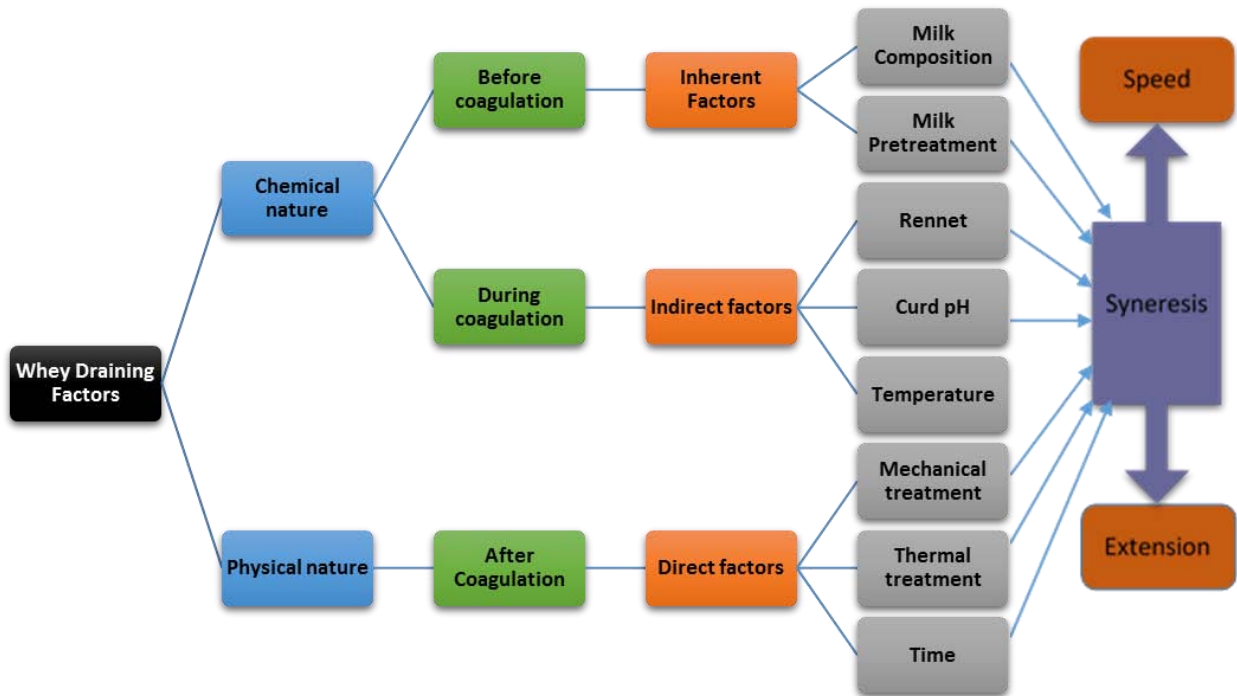 Whey Draining
Factors
Chemical
nature
Physical nature
Before
coagulation
During
coagulation
After
Coagulation
Inherent
Factors
Indirect factors
Direct factors
Milk
Composition
Milk
Pretreatment
Rennet
Curd pH
Temperature
Mechanical
treatment
Thermal
treatment
Time
Speed
Syneresis
Extension